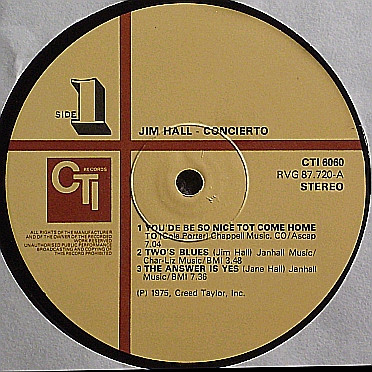 SIDE 1
JIM HALL - CONCIERTO
CTI 6060
RVG 87.720-A
STEREO
CTI RECORDS
ALL RIGHTS OF THE MANUFACTURER
AND OF THE OWNER OF THE RECORDED
WORK RESERVED
UNAUTHORISED PUBLIC PERFORMANCE
BROADCASTING AND COPYING OF
THIS RECORD PROHIBITED
1 YOU'DE BE SO NICE TOT COME HOME
TO (Cole Porter) Chappell Music, CO/Ascap
7.04
2 TWO'S BLUES (Jim Hall) Janhall Music/
Char-Liz Music/BMI 3.48
3 THE ANSWER IS YES (Jane Hall) Janhall
Music/BMI 7.36
(P) 1975, Creed Taylor, Inc.